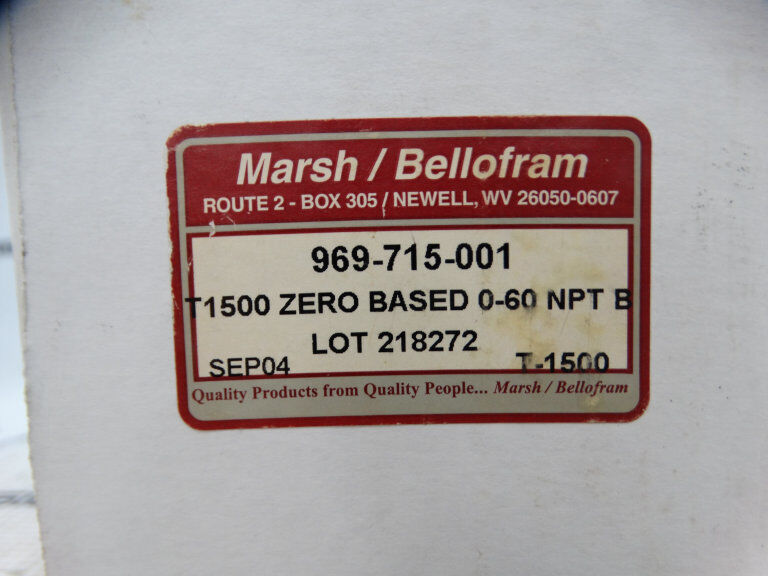 Marsh / Bellofram
ROUTE 2 - BOX 305 / NEWELL, WV 26050-0607
969-715-001
T1500 ZERO BASED 0-60 NPT B
LOT 218272
SEP04 T-1500
Quality Products from Quality People... Marsh / Bellofram